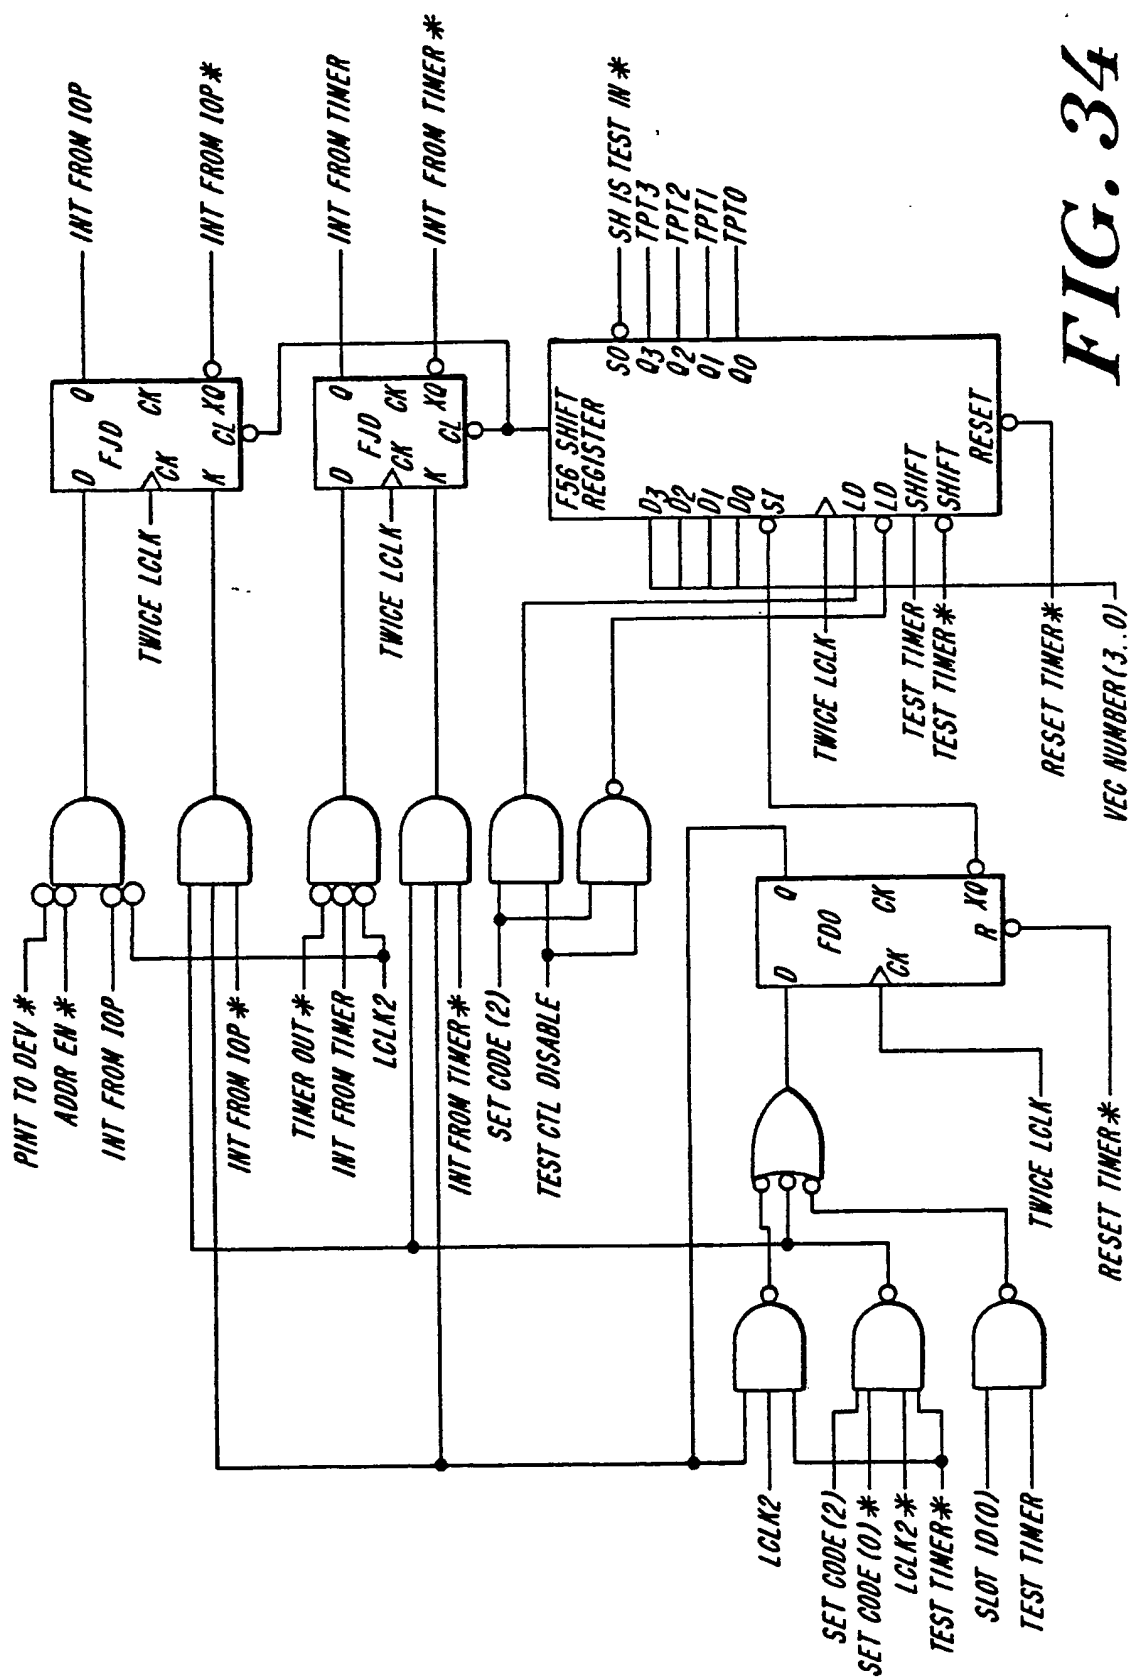 PINT TO DEV*
ADDR EN*
INT FROM IOP
INT FROM IOP*
TIMER OUT*
INT FROM TIMER
LCLK2
INT FROM TIMER*
SET CODE (2)
TEST CTL DISABLE
LCLK2
SET CODE (2)
SET CODE (0)*
LCLK2*
TEST TIMER*
SLOT ID(0)
TEST TIMER
D
Q
FDO
CK
CK
XQ
R
TWICE LCLK
RESET TIMER*
D
Q
FJD
CK
CK
K
XQ
CL
TWICE LCLK
INT FROM IOP
INT FROM IOP*
D
Q
FJD
CK
CK
K
XQ
CL
TWICE LCLK
INT FROM TIMER
INT FROM TIMER*
F56 SHIFT
REGISTER
D3
D2
D1
D0
SI
LD
LD
SHIFT
SHIFT
RESET
SO
Q3
Q2
Q1
Q0
TWICE LCLK
TEST TIMER
TEST TIMER*
RESET TIMER*
VEC NUMBER(3..0)
SH IS TEST IN*
TPT3
TPT2
TPT1
TPT0
FIG. 34